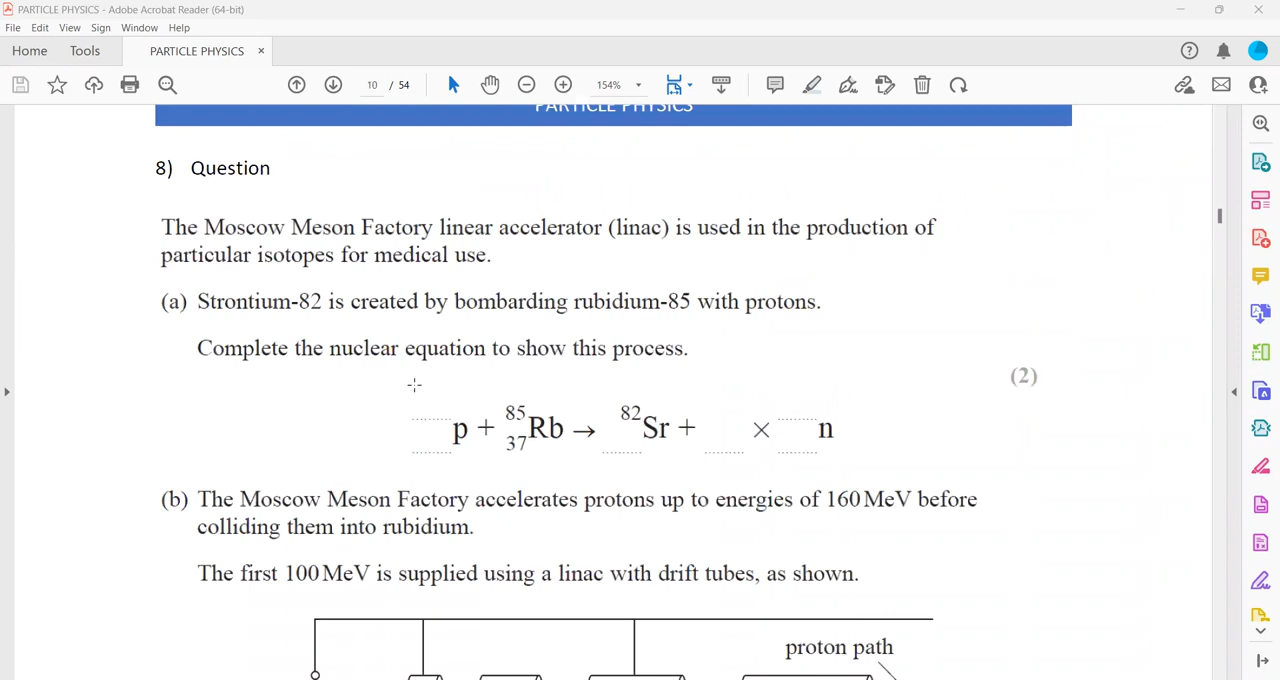 PARTICLE PHYSICS - Adobe Acrobat Reader (64-bit)
File Edit View Sign Window Help
Home Tools PARTICLE PHYSICS ×
10 / 54 154%
PARTICLE PHYSICS
8) Question
The Moscow Meson Factory linear accelerator (linac) is used in the production of
particular isotopes for medical use.
(a) Strontium-82 is created by bombarding rubidium-85 with protons.
Complete the nuclear equation to show this process.
(2)
........p + ⁸⁵₃₇Rb → ⁸²........Sr + ........ × ........n
(b) The Moscow Meson Factory accelerates protons up to energies of 160 MeV before
colliding them into rubidium.
The first 100 MeV is supplied using a linac with drift tubes, as shown.
proton path